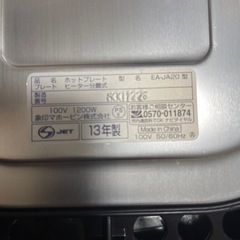 品名 ホットプレート 型名 EA-JA20型
プレート ヒーター分離式
100V 1200W
象印マホービン株式会社
PS E
お客様ご相談センター
0570-011874
JET 13年製
Made in China
100V 50/60Hz